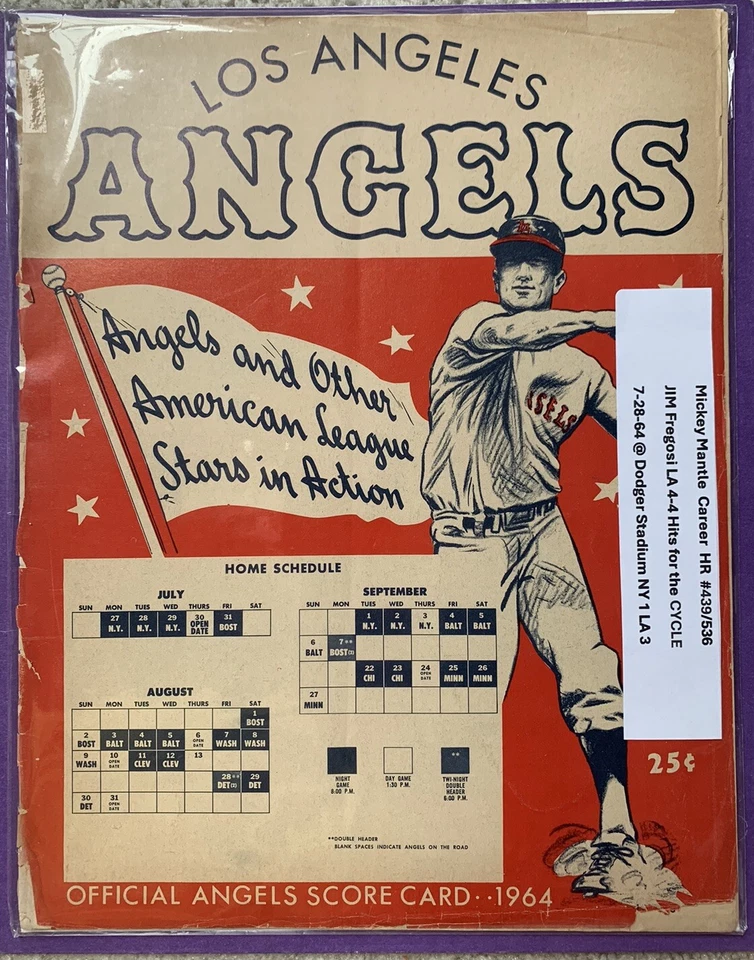 LOS ANGELES
ANGELS
Angels and Other
American League
Stars in Action
ANGELS
Mickey Mantle Career HR #439/536
JIM Fregosi LA 4-4 Hits for the CYCLE
7-28-64 @ Dodger Stadium NY 1 LA 3
HOME SCHEDULE
JULY
SUN MON TUES WED THURS FRI SAT
27 N.Y. 28 N.Y. 29 N.Y. 30 OPEN DATE 31 BOST
AUGUST
SUN MON TUES WED THURS FRI SAT
1 BOST
2 BOST 3 BALT 4 BALT 5 BALT 6 OPEN DATE 7 WASH 8 WASH
9 WASH 10 OPEN DATE 11 CLEV 12 CLEV 13
28** DET(2) 29 DET
30 DET 31 OPEN DATE
SEPTEMBER
SUN MON TUES WED THURS FRI SAT
1 N.Y. 2 N.Y. 3 N.Y. 4 BALT 5 BALT
6 BALT 7** BOST(2)
22 CHI 23 CHI 24 OPEN DATE 25 MINN 26 MINN
27 MINN
NIGHT GAME 8:00 P.M.
DAY GAME 1:30 P.M.
** TWI-NIGHT DOUBLE HEADER 6:00 P.M.
**DOUBLE HEADER
BLANK SPACES INDICATE ANGELS ON THE ROAD
25¢
OFFICIAL ANGELS SCORE CARD··1964